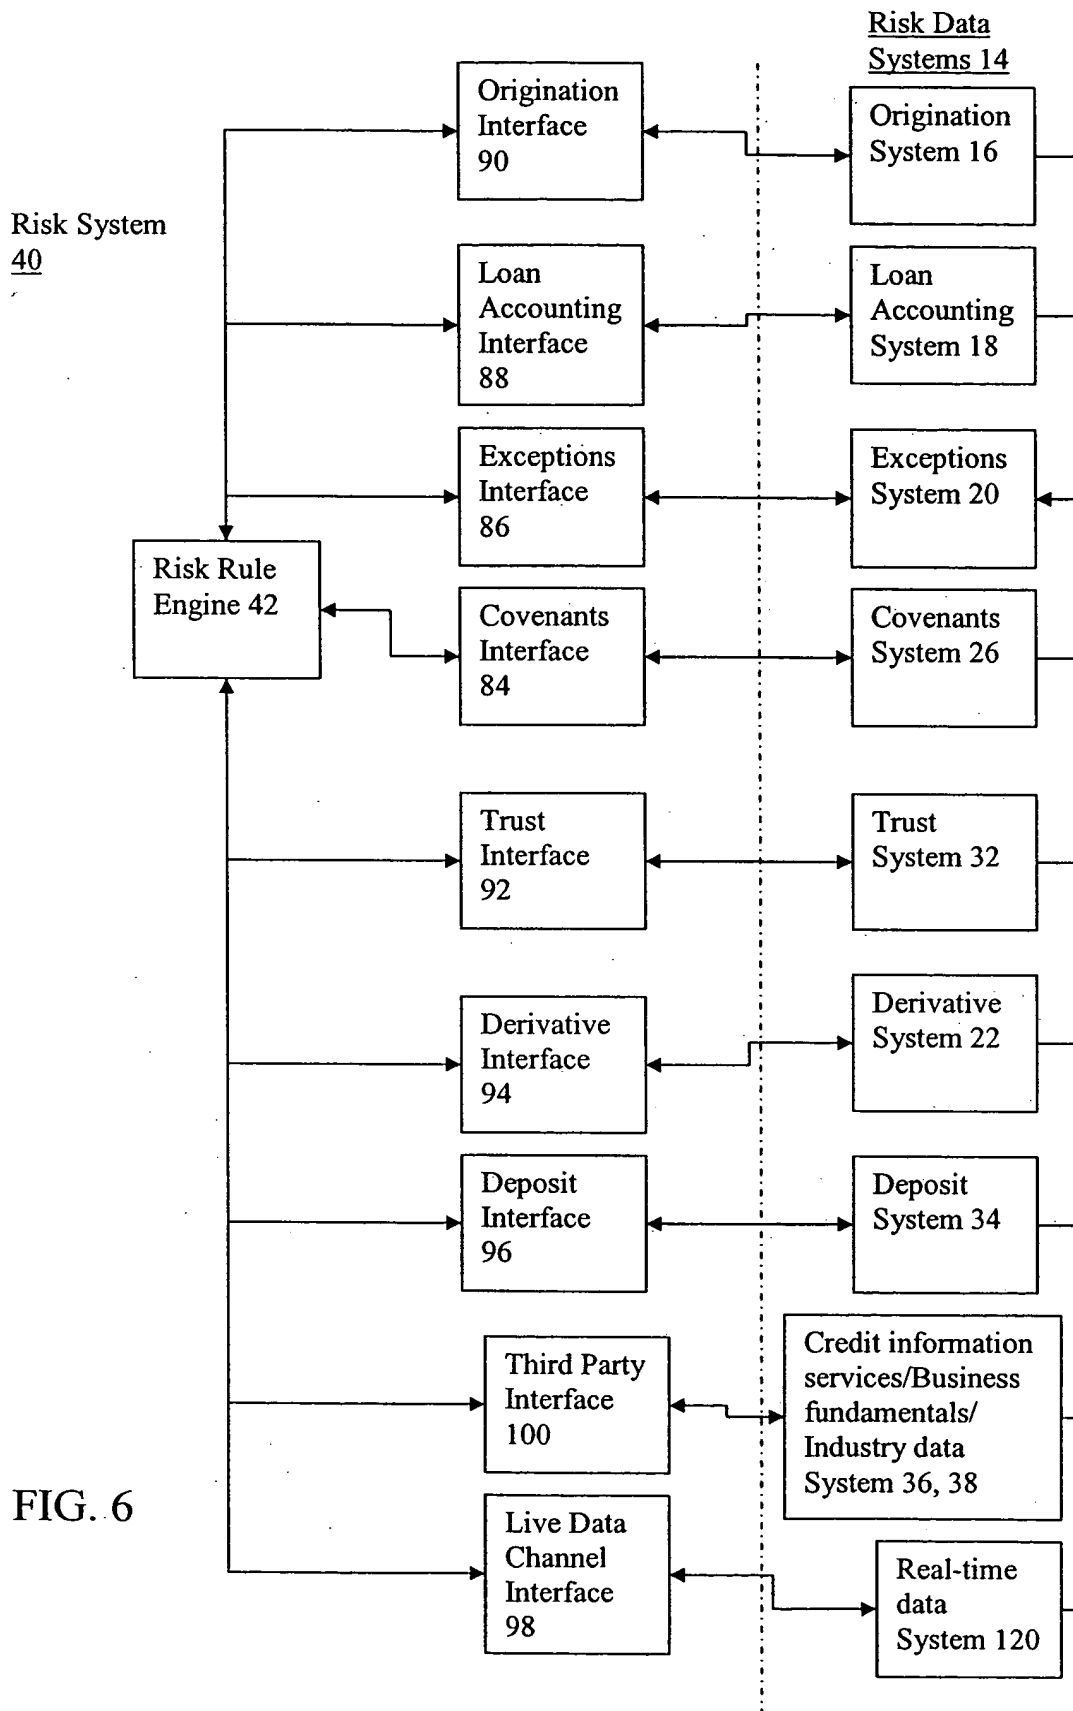 Risk Data
Systems 14
Origination
Interface
90
Origination
System 16
Risk System
40
Loan
Accounting
Interface
88
Loan
Accounting
System 18
Exceptions
Interface
86
Exceptions
System 20
Risk Rule
Engine 42
Covenants
Interface
84
Covenants
System 26
Trust
Interface
92
Trust
System 32
Derivative
Interface
94
Derivative
System 22
Deposit
Interface
96
Deposit
System 34
Third Party
Interface
100
Credit information
services/Business
fundamentals/
Industry data
System 36, 38
FIG. 6
Live Data
Channel
Interface
98
Real-time
data
System 120